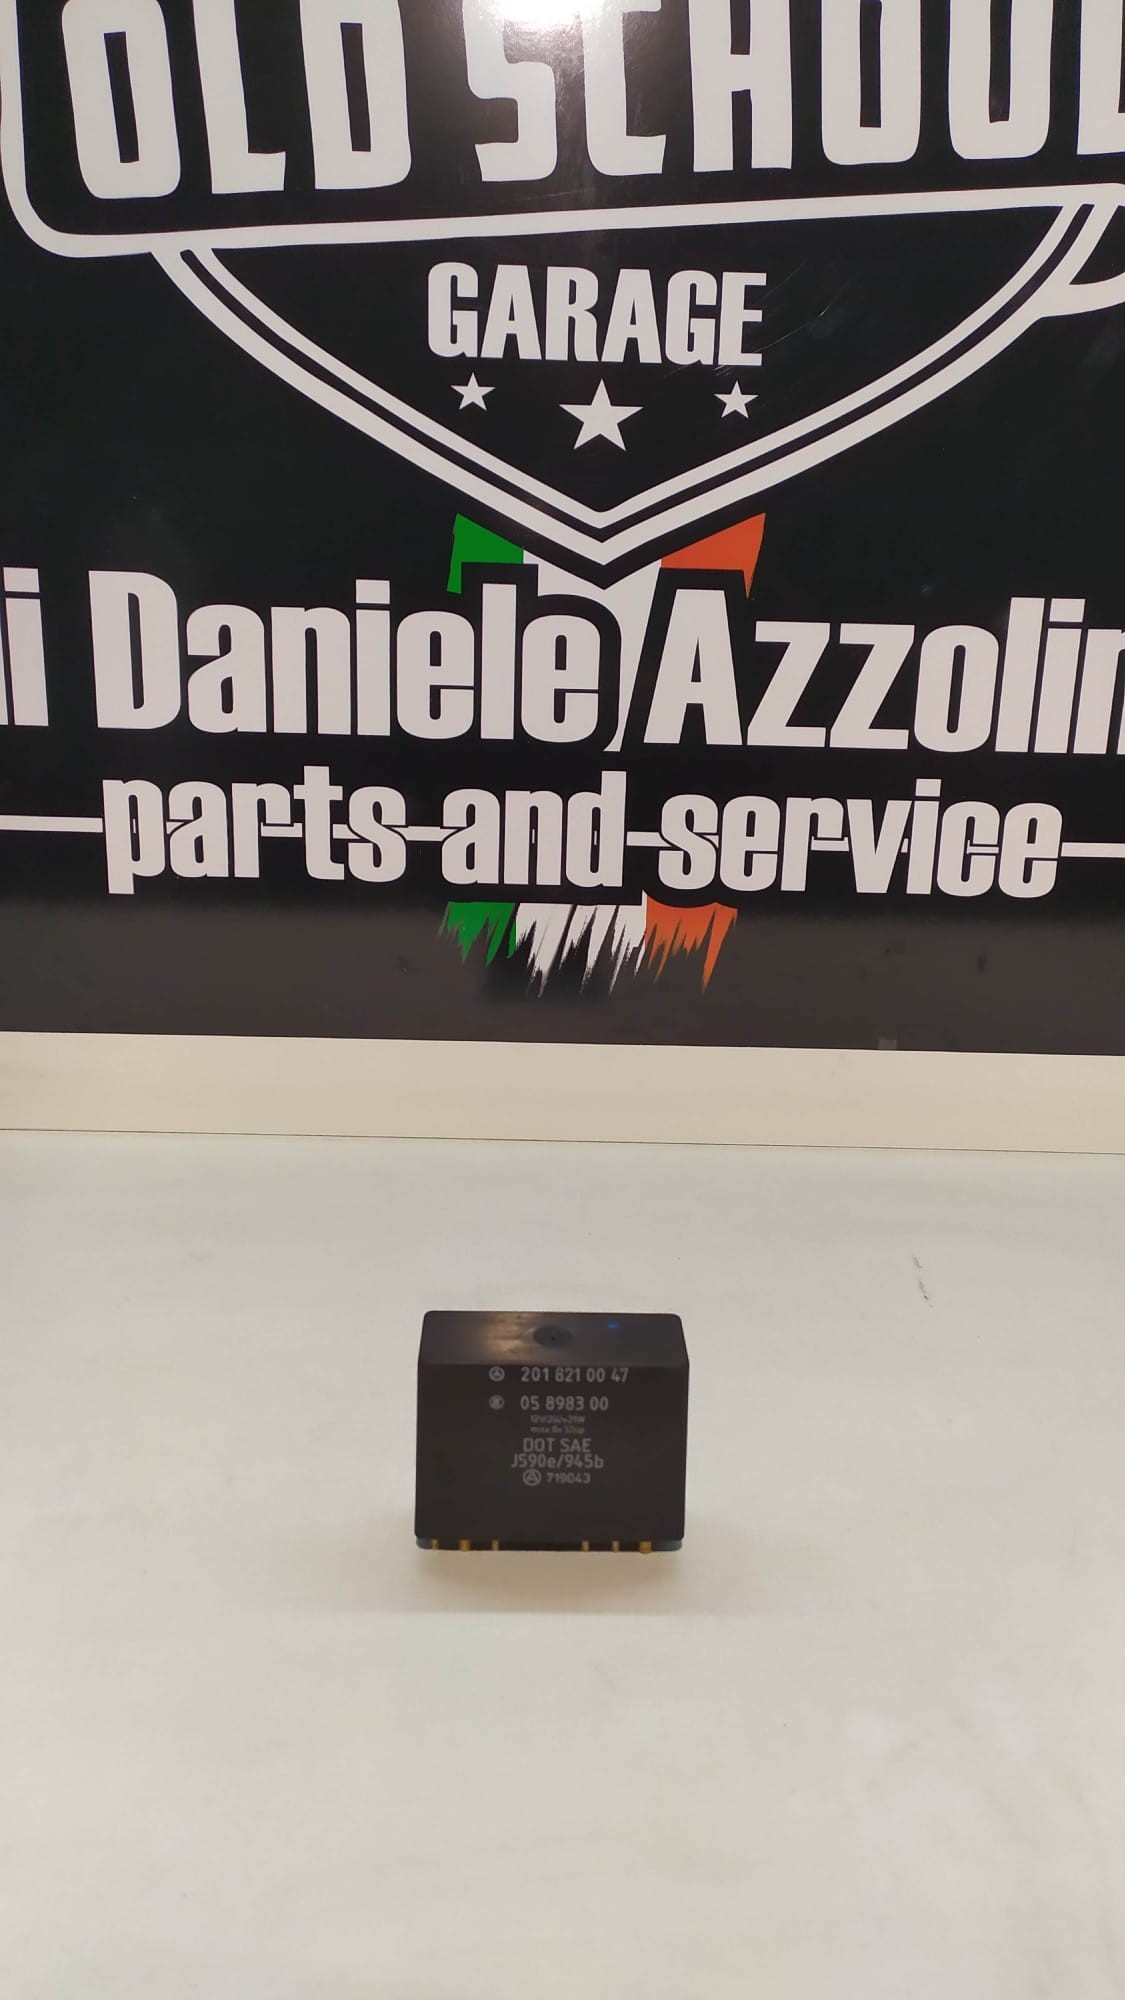 OLD SCHOOL
GARAGE
di Daniele Azzolin
parts and service
201 821 00 47
05 8983 00
DOT SAE
J590e/945b
719043